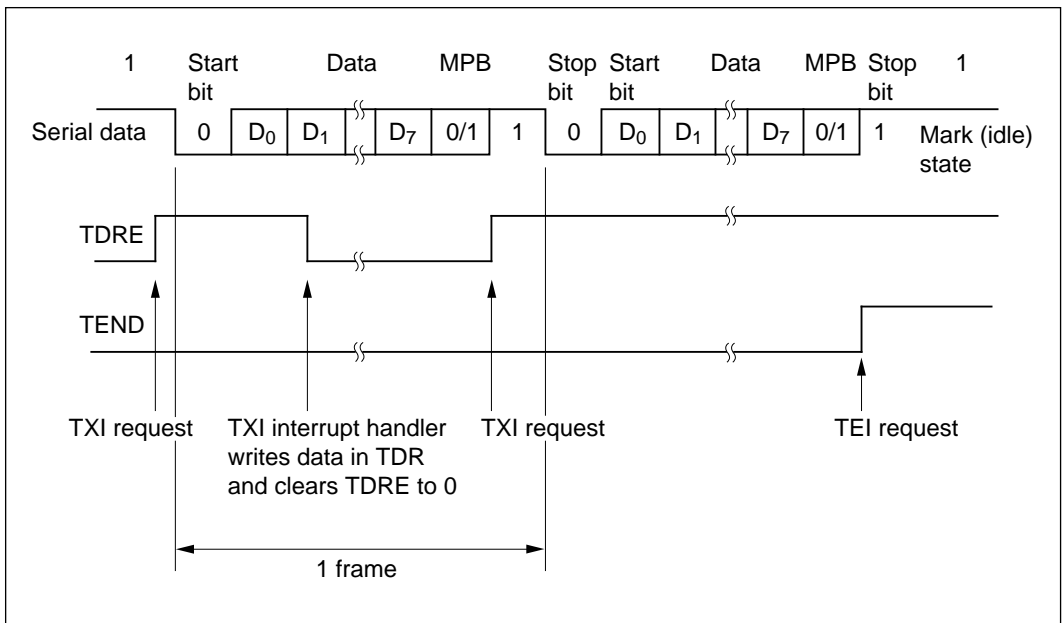 1 Start bit Data MPB Stop bit Start bit Data MPB Stop bit 1
Serial data 0 D0 D1 D7 0/1 1 0 D0 D1 D7 0/1 1 Mark (idle) state
TDRE
TEND
TXI request
TXI interrupt handler
writes data in TDR
and clears TDRE to 0
TXI request
TEI request
1 frame